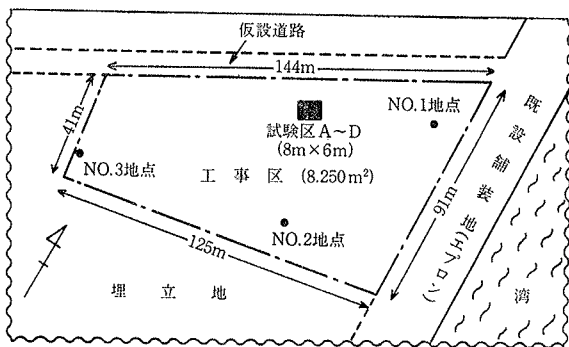 仮設道路
144m
41m
NO.1地点
試験区A~D
(8m×6m)
NO.3地点
工事区(8.250m²)
91m
既設舗装地(エプロン)
NO.2地点
125m
埋立地
湾